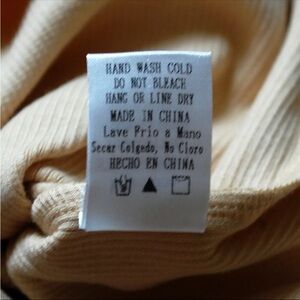 HAND WASH COLD
DO NOT BLEACH
HANG OR LINE DRY
MADE IN CHINA
Lave Frio a Mano
Secar Colgado, No Cloro
HECHO EN CHINA